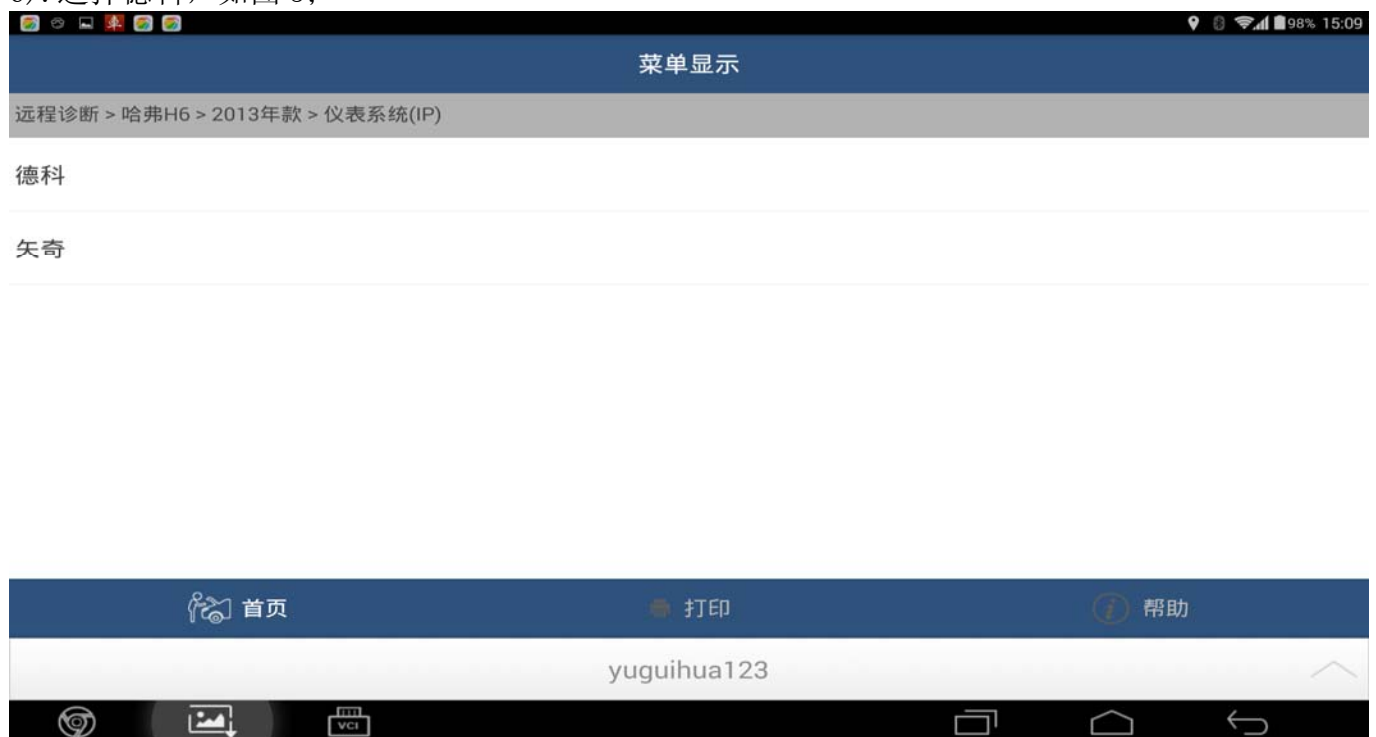 98% 15:09
菜单显示
远程诊断 > 哈弗H6 > 2013年款 > 仪表系统(IP)
德科
矢奇
首页 打印 帮助
yuguihua123
VCI